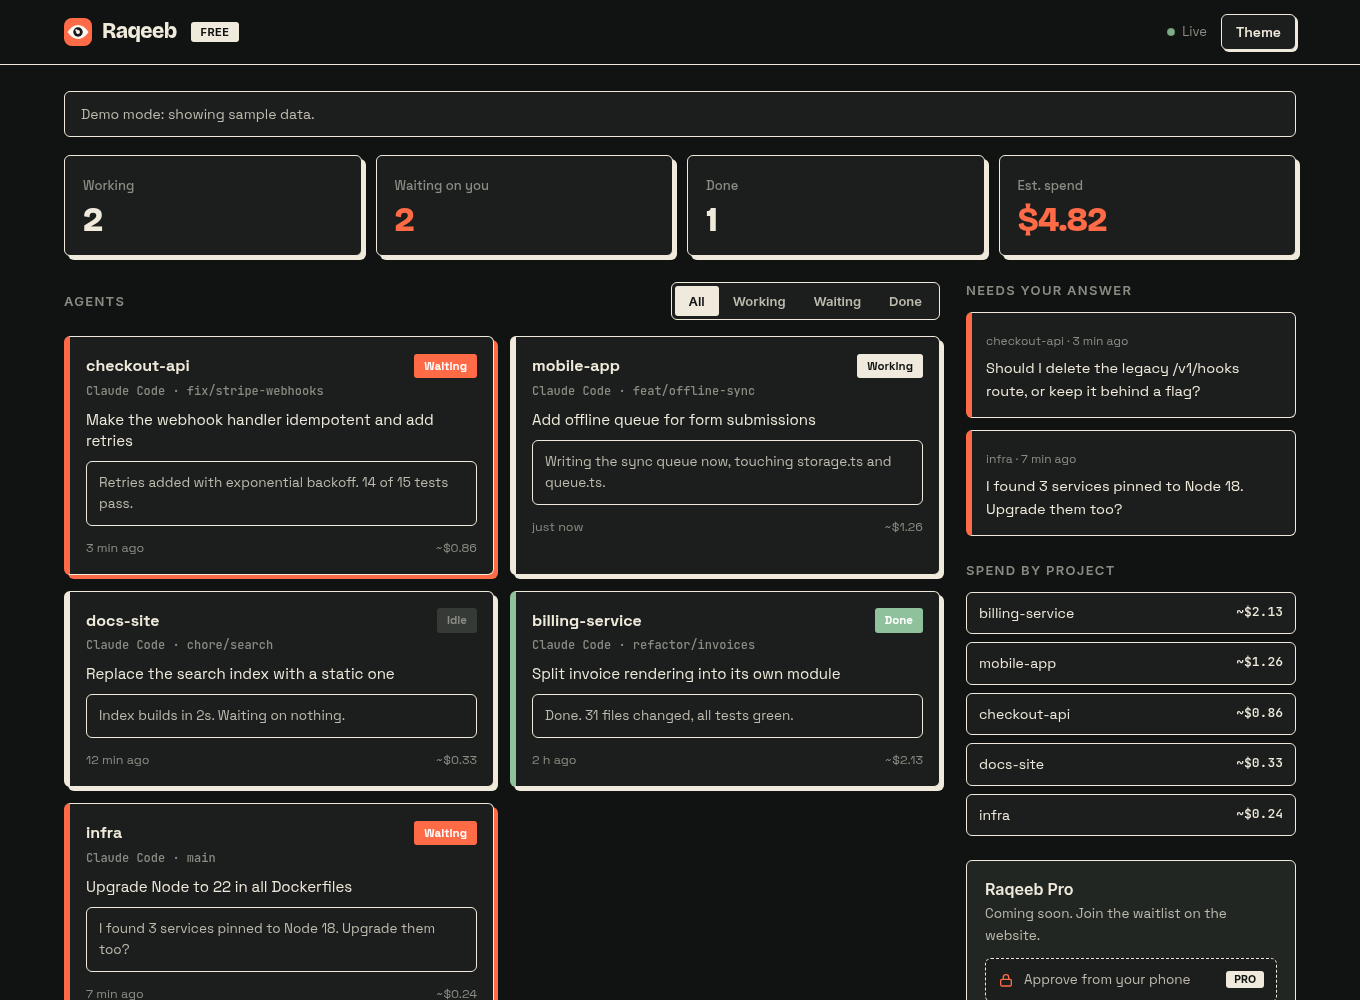 Raqeeb FREE
Live
Theme
Demo mode: showing sample data.
Working
2
Waiting on you
2
Done
1
Est. spend
$4.82
AGENTS
All Working Waiting Done
checkout-api Waiting
Claude Code · fix/stripe-webhooks
Make the webhook handler idempotent and add
retries
Retries added with exponential backoff. 14 of 15 tests
pass.
3 min ago ~$0.86
mobile-app Working
Claude Code · feat/offline-sync
Add offline queue for form submissions
Writing the sync queue now, touching storage.ts and
queue.ts.
just now ~$1.26
docs-site Idle
Claude Code · chore/search
Replace the search index with a static one
Index builds in 2s. Waiting on nothing.
12 min ago ~$0.33
billing-service Done
Claude Code · refactor/invoices
Split invoice rendering into its own module
Done. 31 files changed, all tests green.
2 h ago ~$2.13
infra Waiting
Claude Code · main
Upgrade Node to 22 in all Dockerfiles
I found 3 services pinned to Node 18. Upgrade them
too?
7 min ago ~$0.24
NEEDS YOUR ANSWER
checkout-api · 3 min ago
Should I delete the legacy /v1/hooks
route, or keep it behind a flag?
infra · 7 min ago
I found 3 services pinned to Node 18.
Upgrade them too?
SPEND BY PROJECT
billing-service ~$2.13
mobile-app ~$1.26
checkout-api ~$0.86
docs-site ~$0.33
infra ~$0.24
Raqeeb Pro
Coming soon. Join the waitlist on the
website.
Approve from your phone PRO